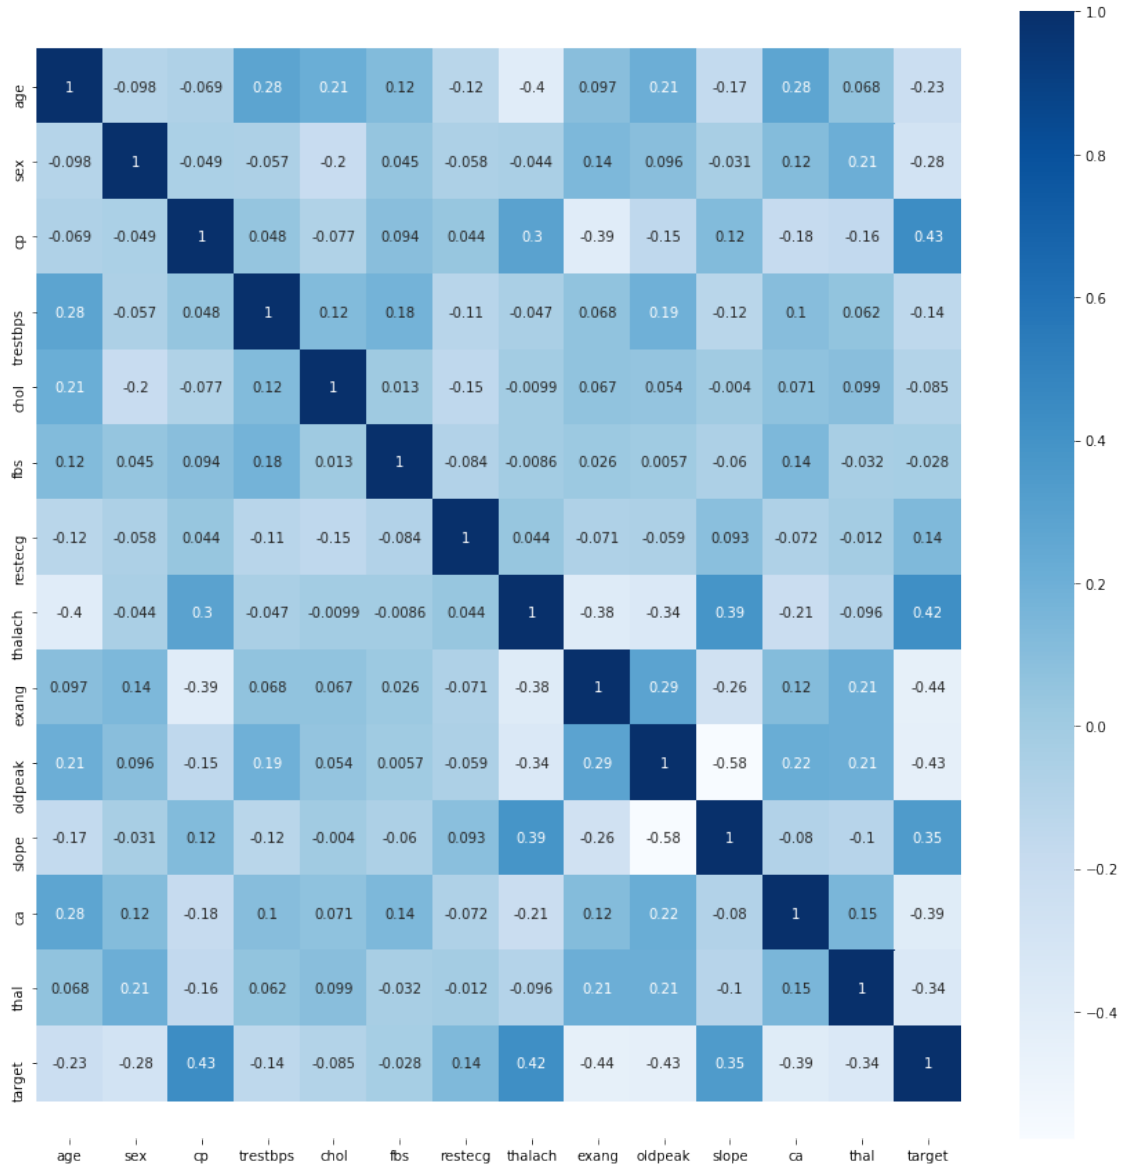 1.0
age 1 -0.098 -0.069 0.28 0.21 0.12 -0.12 -0.4 0.097 0.21 -0.17 0.28 0.068 -0.23
0.8
sex -0.098 1 -0.049 -0.057 -0.2 0.045 -0.058 -0.044 0.14 0.096 -0.031 0.12 0.21 -0.28
cp -0.069 -0.049 1 0.048 -0.077 0.094 0.044 0.3 -0.39 -0.15 0.12 -0.18 -0.16 0.43
0.6
trestbps 0.28 -0.057 0.048 1 0.12 0.18 -0.11 -0.047 0.068 0.19 -0.12 0.1 0.062 -0.14
chol 0.21 -0.2 -0.077 0.12 1 0.013 -0.15 -0.0099 0.067 0.054 -0.004 0.071 0.099 -0.085
0.4
fbs 0.12 0.045 0.094 0.18 0.013 1 -0.084 -0.0086 0.026 0.0057 -0.06 0.14 -0.032 -0.028
restecg -0.12 -0.058 0.044 -0.11 -0.15 -0.084 1 0.044 -0.071 -0.059 0.093 -0.072 -0.012 0.14
0.2
thalach -0.4 -0.044 0.3 -0.047 -0.0099 -0.0086 0.044 1 -0.38 -0.34 0.39 -0.21 -0.096 0.42
exang 0.097 0.14 -0.39 0.068 0.067 0.026 -0.071 -0.38 1 0.29 -0.26 0.12 0.21 -0.44
0.0
oldpeak 0.21 0.096 -0.15 0.19 0.054 0.0057 -0.059 -0.34 0.29 1 -0.58 0.22 0.21 -0.43
slope -0.17 -0.031 0.12 -0.12 -0.004 -0.06 0.093 0.39 -0.26 -0.58 1 -0.08 -0.1 0.35
−0.2
ca 0.28 0.12 -0.18 0.1 0.071 0.14 -0.072 -0.21 0.12 0.22 -0.08 1 0.15 -0.39
thal 0.068 0.21 -0.16 0.062 0.099 -0.032 -0.012 -0.096 0.21 0.21 -0.1 0.15 1 -0.34
−0.4
target -0.23 -0.28 0.43 -0.14 -0.085 -0.028 0.14 0.42 -0.44 -0.43 0.35 -0.39 -0.34 1
age sex cp trestbps chol fbs restecg thalach exang oldpeak slope ca thal target